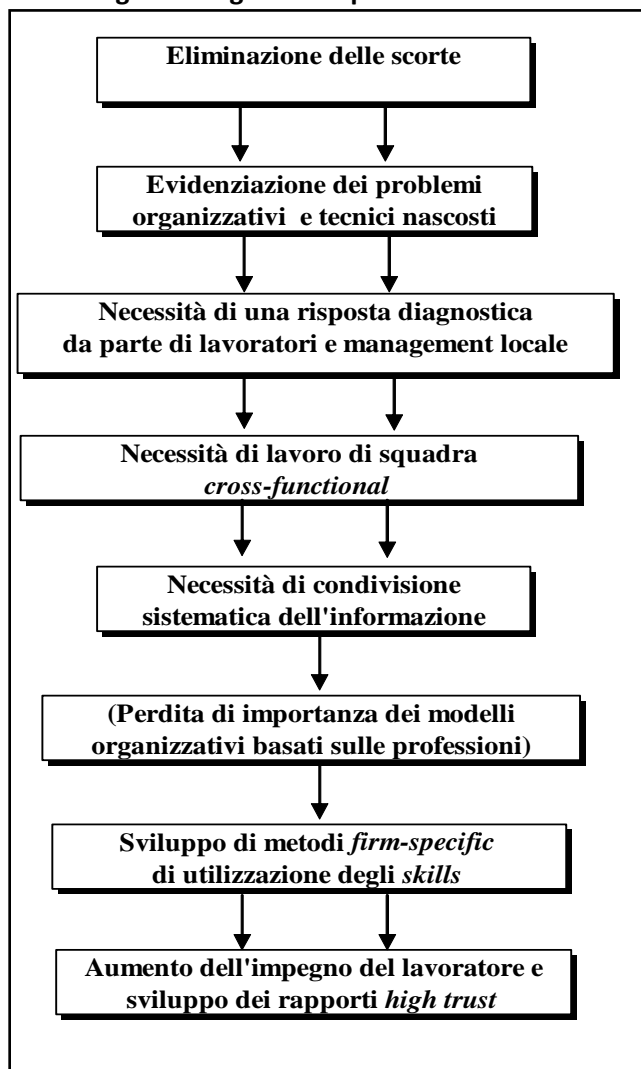 Eliminazione delle scorte
Evidenziazione dei problemi
organizzativi e tecnici nascosti
Necessità di una risposta diagnostica
da parte di lavoratori e management locale
Necessità di lavoro di squadra
cross-functional
Necessità di condivisione
sistematica dell'informazione
(Perdita di importanza dei modelli
organizzativi basati sulle professioni)
Sviluppo di metodi firm-specific
di utilizzazione degli skills
Aumento dell'impegno del lavoratore e
sviluppo dei rapporti high trust